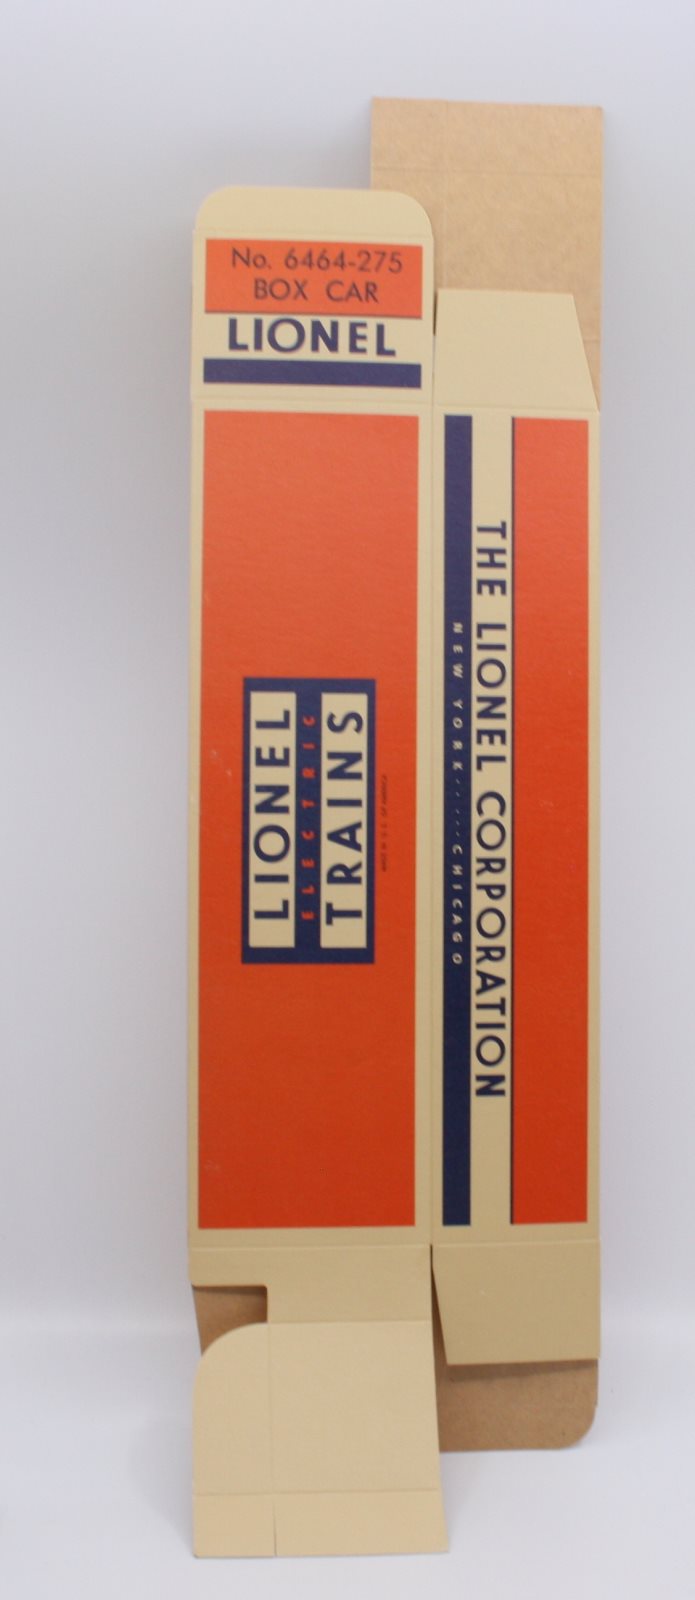 No. 6464-275
BOX CAR
LIONEL
LIONEL
ELECTRIC
TRAINS
THE LIONEL CORPORATION
NEW YORK.....CHICAGO